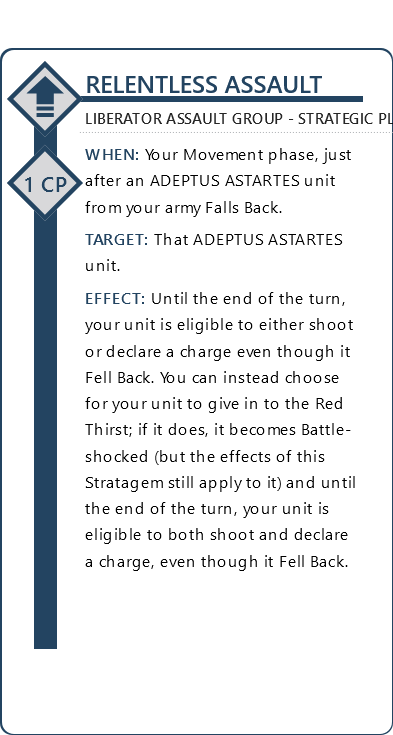 RELENTLESS ASSAULT
LIBERATOR ASSAULT GROUP - STRATEGIC PL
1 CP
WHEN: Your Movement phase, just
after an ADEPTUS ASTARTES unit
from your army Falls Back.
TARGET: That ADEPTUS ASTARTES
unit.
EFFECT: Until the end of the turn,
your unit is eligible to either shoot
or declare a charge even though it
Fell Back. You can instead choose
for your unit to give in to the Red
Thirst; if it does, it becomes Battle-
shocked (but the effects of this
Stratagem still apply to it) and until
the end of the turn, your unit is
eligible to both shoot and declare
a charge, even though it Fell Back.